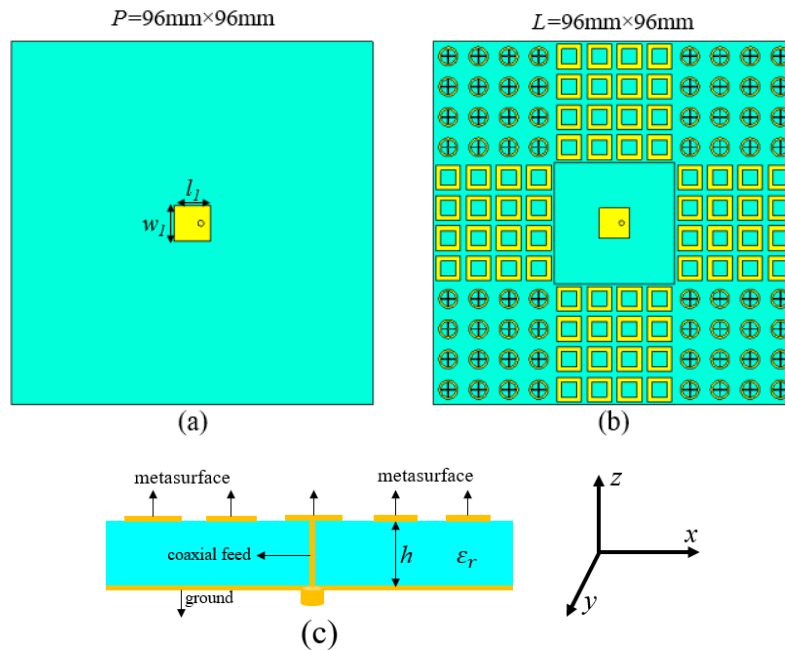 P=96mm×96mm
L=96mm×96mm
l₁
w₁
(a)
(b)
metasurface
metasurface
coaxial feed
h
εᵣ
ground
(c)
z
x
y